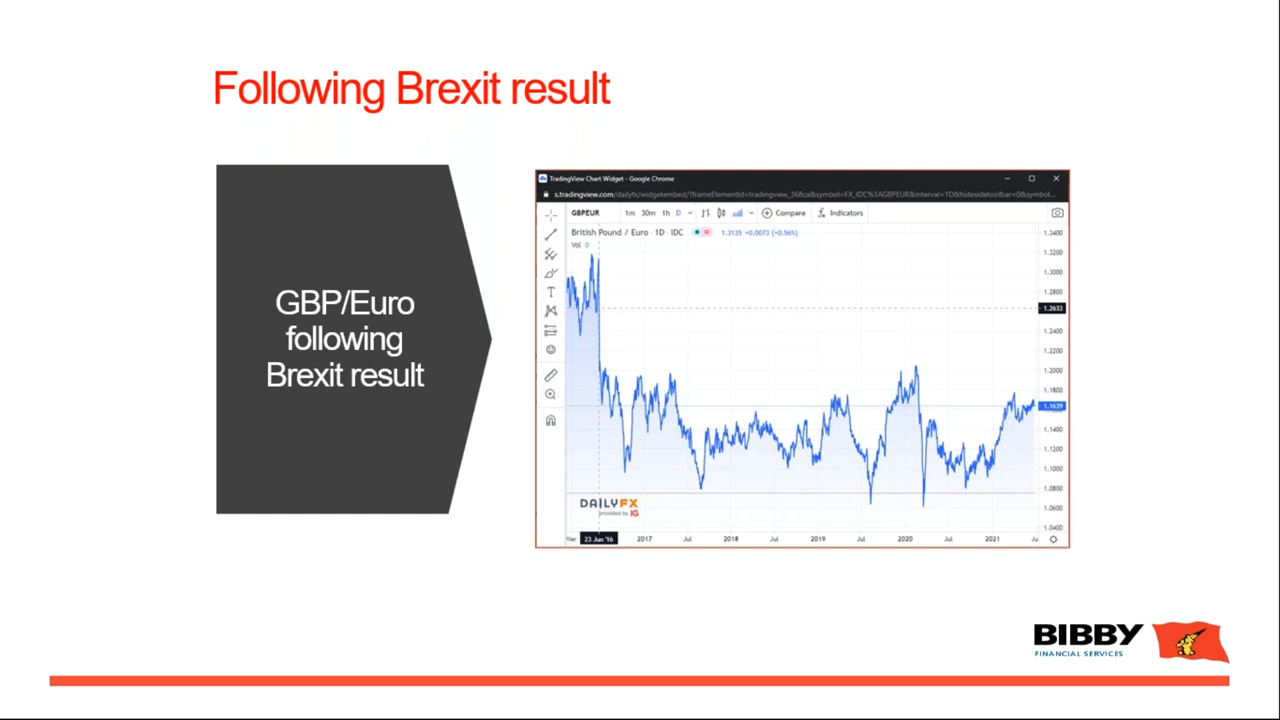 Following Brexit result
GBP/Euro
following
Brexit result
TradingView Chart Widget - Google Chrome
GBPEUR 1m 30m 1h D Compare Indicators
British Pound / Euro · 1D · IDC 1.3135 +0.0073 (+0.56%)
Vol 0
1.3400
1.3200
1.3000
1.2800
1.2633
1.2400
1.2200
1.2000
1.1800
1.1639
1.1400
1.1200
1.1000
1.0800
1.0600
1.0400
DAILYFX
provided by IG
Mar 23 Jun '16 2017 Jul 2018 Jul 2019 Jul 2020 Jul 2021 Ju
BIBBY
FINANCIAL SERVICES